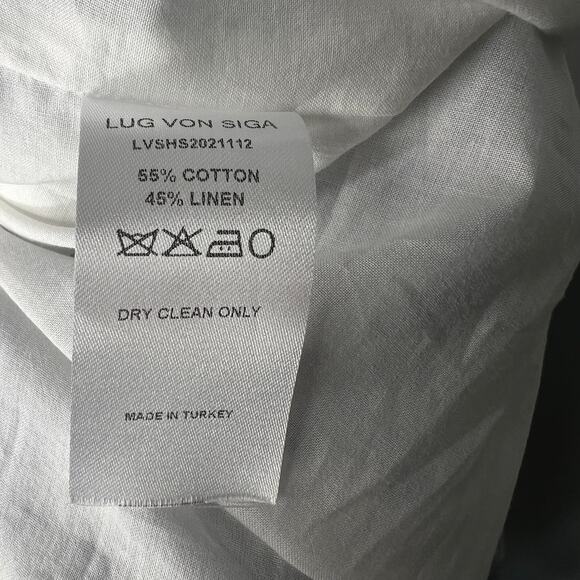 LUG VON SIGA
LVSHS2021112
55% COTTON
45% LINEN
DRY CLEAN ONLY
MADE IN TURKEY